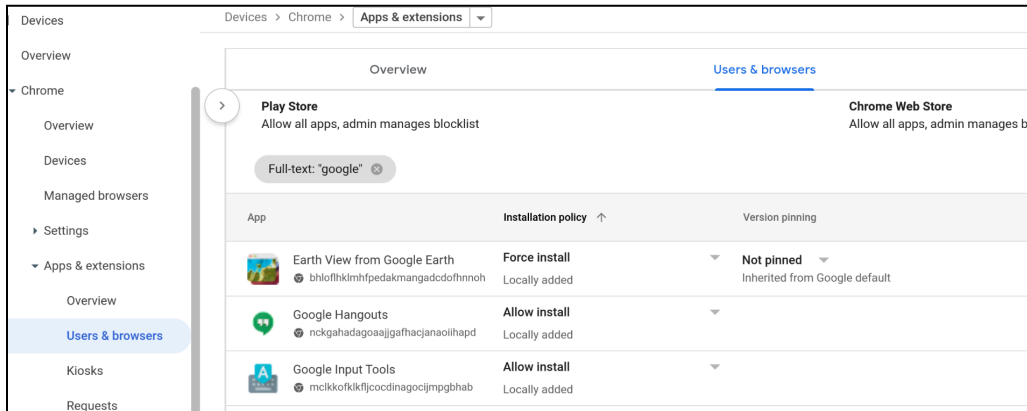 Devices
Overview
Chrome
Overview
Devices
Managed browsers
Settings
Apps & extensions
Overview
Users & browsers
Kiosks
Requests
Devices > Chrome > Apps & extensions
Overview
Users & browsers
Play Store
Allow all apps, admin manages blocklist
Chrome Web Store
Allow all apps, admin manages b
Full-text: "google"
App
Installation policy
Version pinning
Earth View from Google Earth
bhloflhklmhfpedakmangadcdofhnnoh
Force install
Locally added
Not pinned
Inherited from Google default
Google Hangouts
nckgahadagoaajjgafhacjanaoiihapd
Allow install
Locally added
Google Input Tools
mclkkofklkfljcocdinagocijmpgbhab
Allow install
Locally added